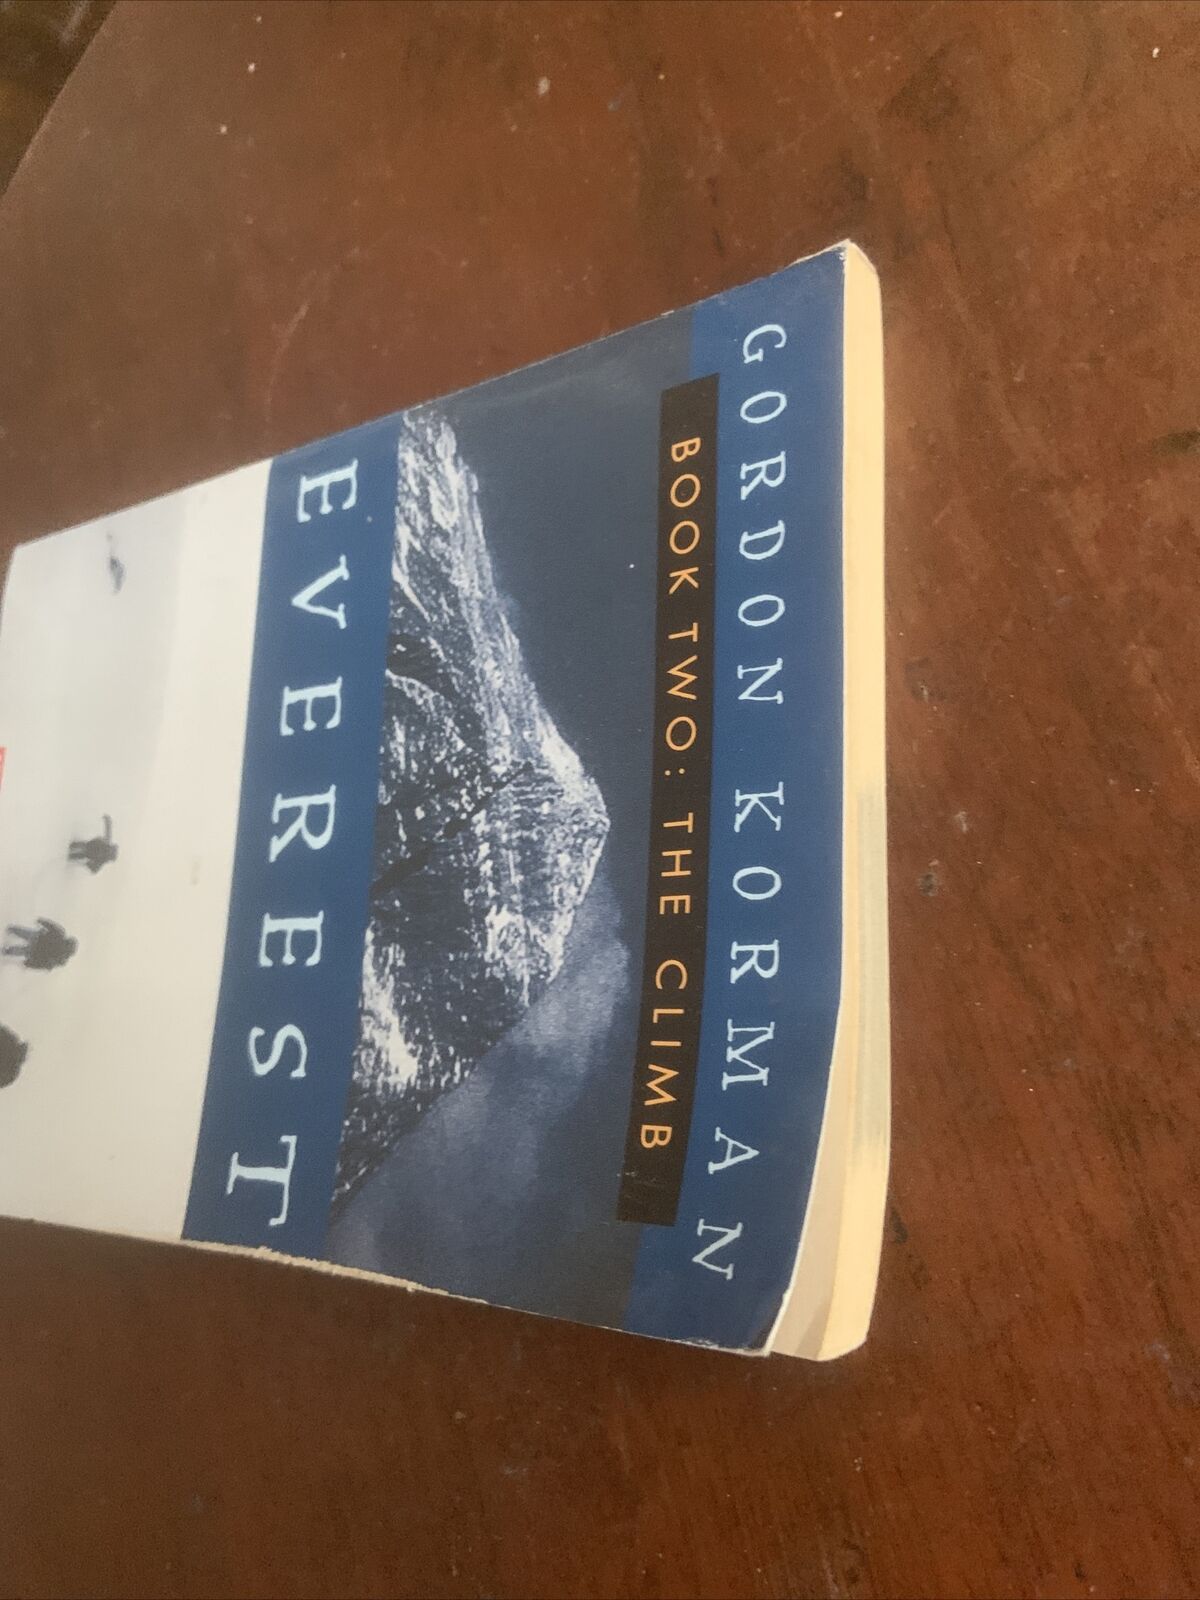 GORDON KORMAN
BOOK TWO: THE CLIMB
EVEREST